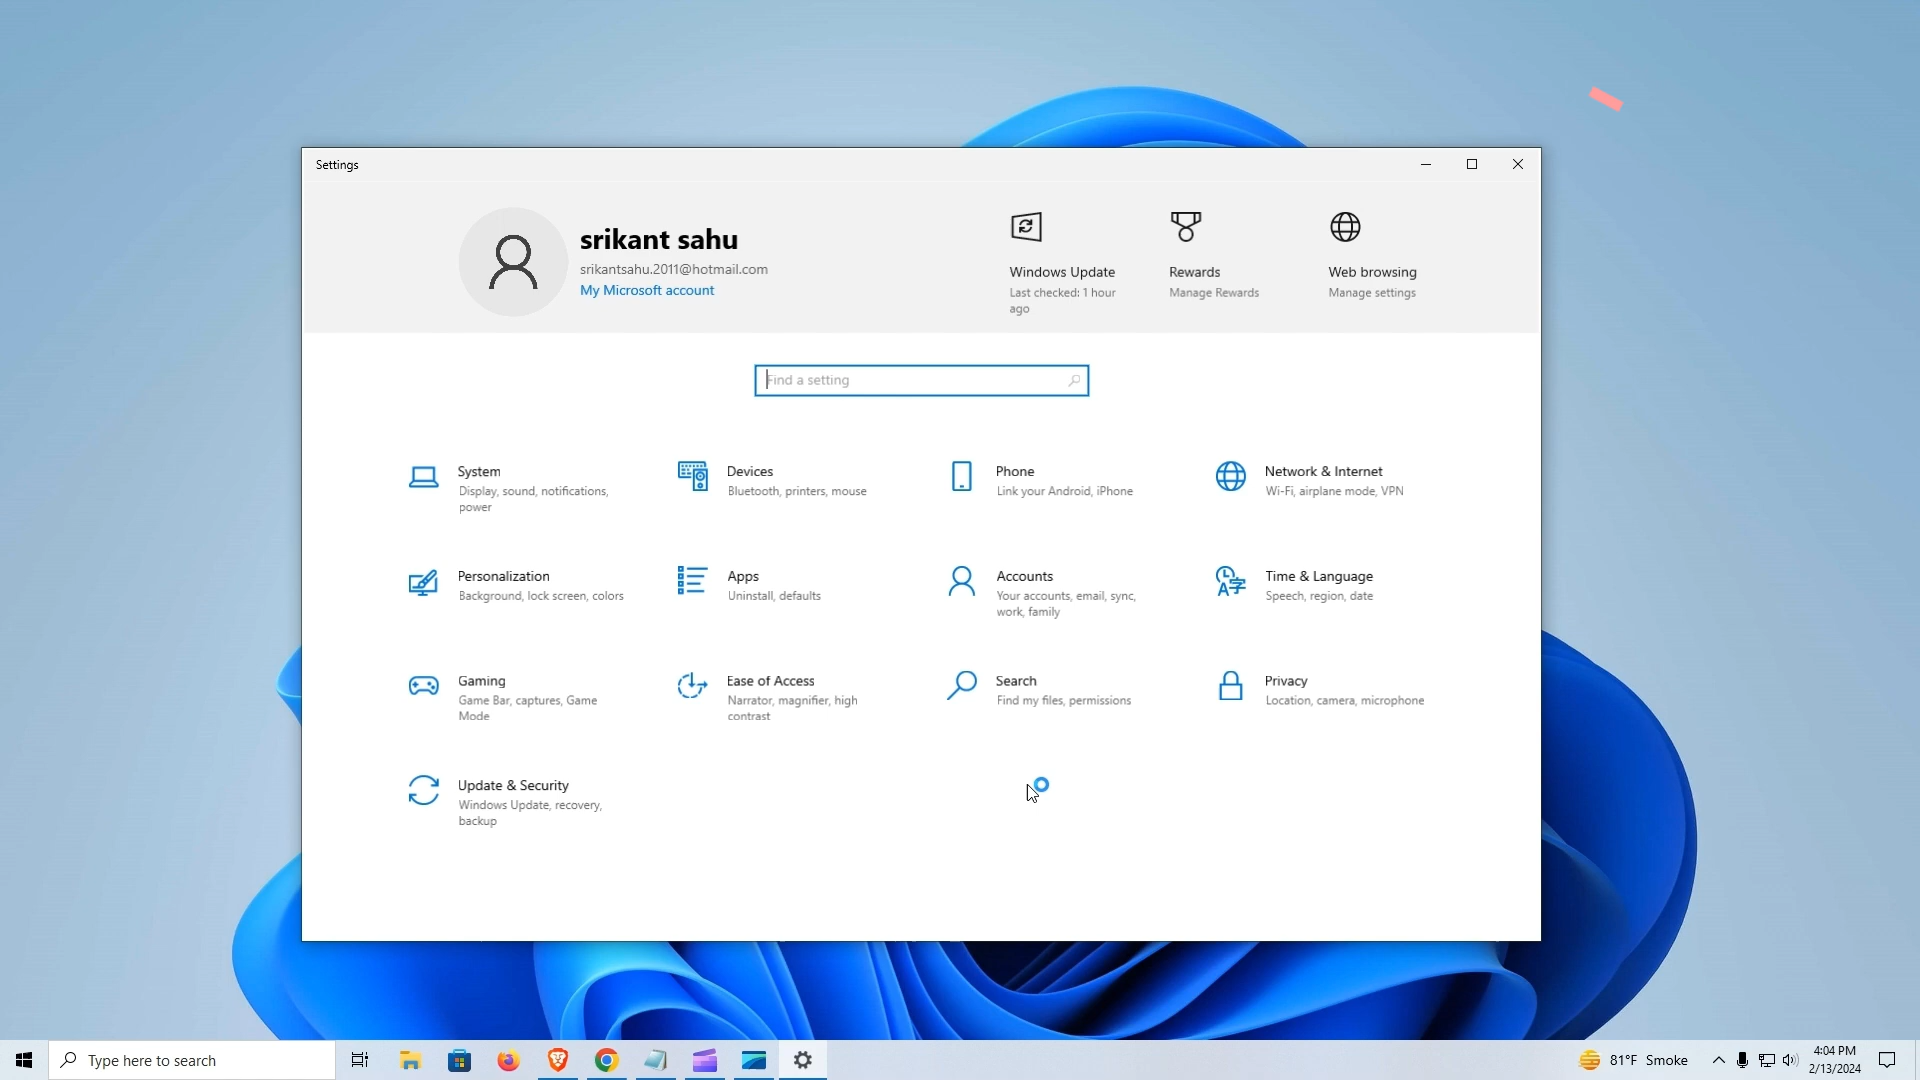 Settings
srikant sahu
srikantsahu.2011@hotmail.com
My Microsoft account
Windows Update
Last checked: 1 hour
ago
Rewards
Manage Rewards
Web browsing
Manage settings
Find a setting
System
Display, sound, notifications,
power
Devices
Bluetooth, printers, mouse
Phone
Link your Android, iPhone
Network & Internet
Wi-Fi, airplane mode, VPN
Personalization
Background, lock screen, colors
Apps
Uninstall, defaults
Accounts
Your accounts, email, sync,
work, family
Time & Language
Speech, region, date
Gaming
Game Bar, captures, Game
Mode
Ease of Access
Narrator, magnifier, high
contrast
Search
Find my files, permissions
Privacy
Location, camera, microphone
Update & Security
Windows Update, recovery,
backup
Type here to search
81°F Smoke
4:04 PM
2/13/2024